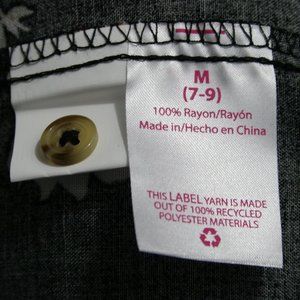 M
(7-9)
100% Rayon/Rayón
Made in/Hecho en China
THIS LABEL YARN IS MADE
OUT OF 100% RECYCLED
POLYESTER MATERIALS